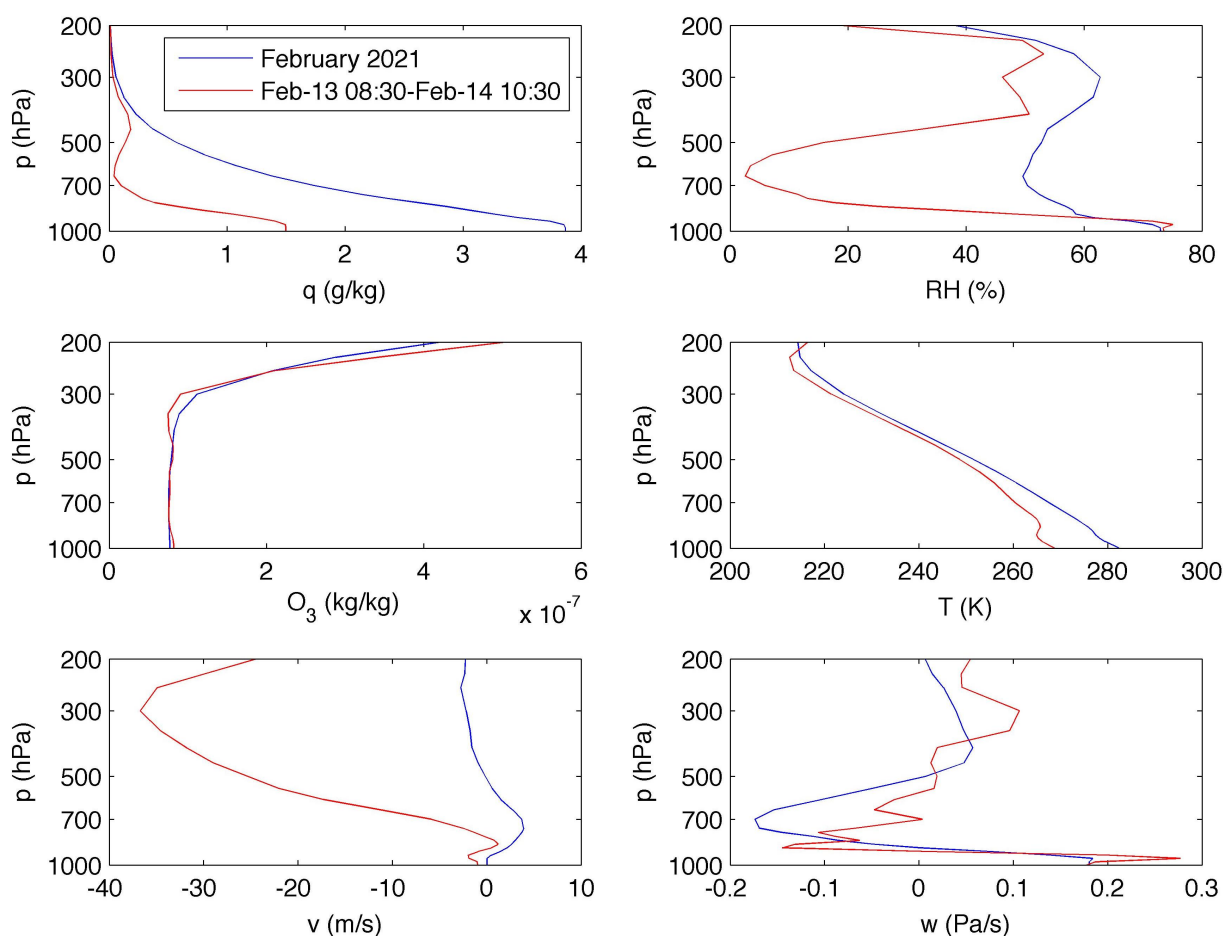 200
300
500
700
1000
p (hPa)
0 1 2 3 4
q (g/kg)
February 2021
Feb-13 08:30-Feb-14 10:30
200
300
500
700
1000
p (hPa)
0 20 40 60 80
RH (%)
200
300
500
700
1000
p (hPa)
0 2 4 6
O3 (kg/kg)
x 10-7
200
300
500
700
1000
p (hPa)
200 220 240 260 280 300
T (K)
200
300
500
700
1000
p (hPa)
-40 -30 -20 -10 0 10
v (m/s)
200
300
500
700
1000
p (hPa)
-0.2 -0.1 0 0.1 0.2 0.3
w (Pa/s)